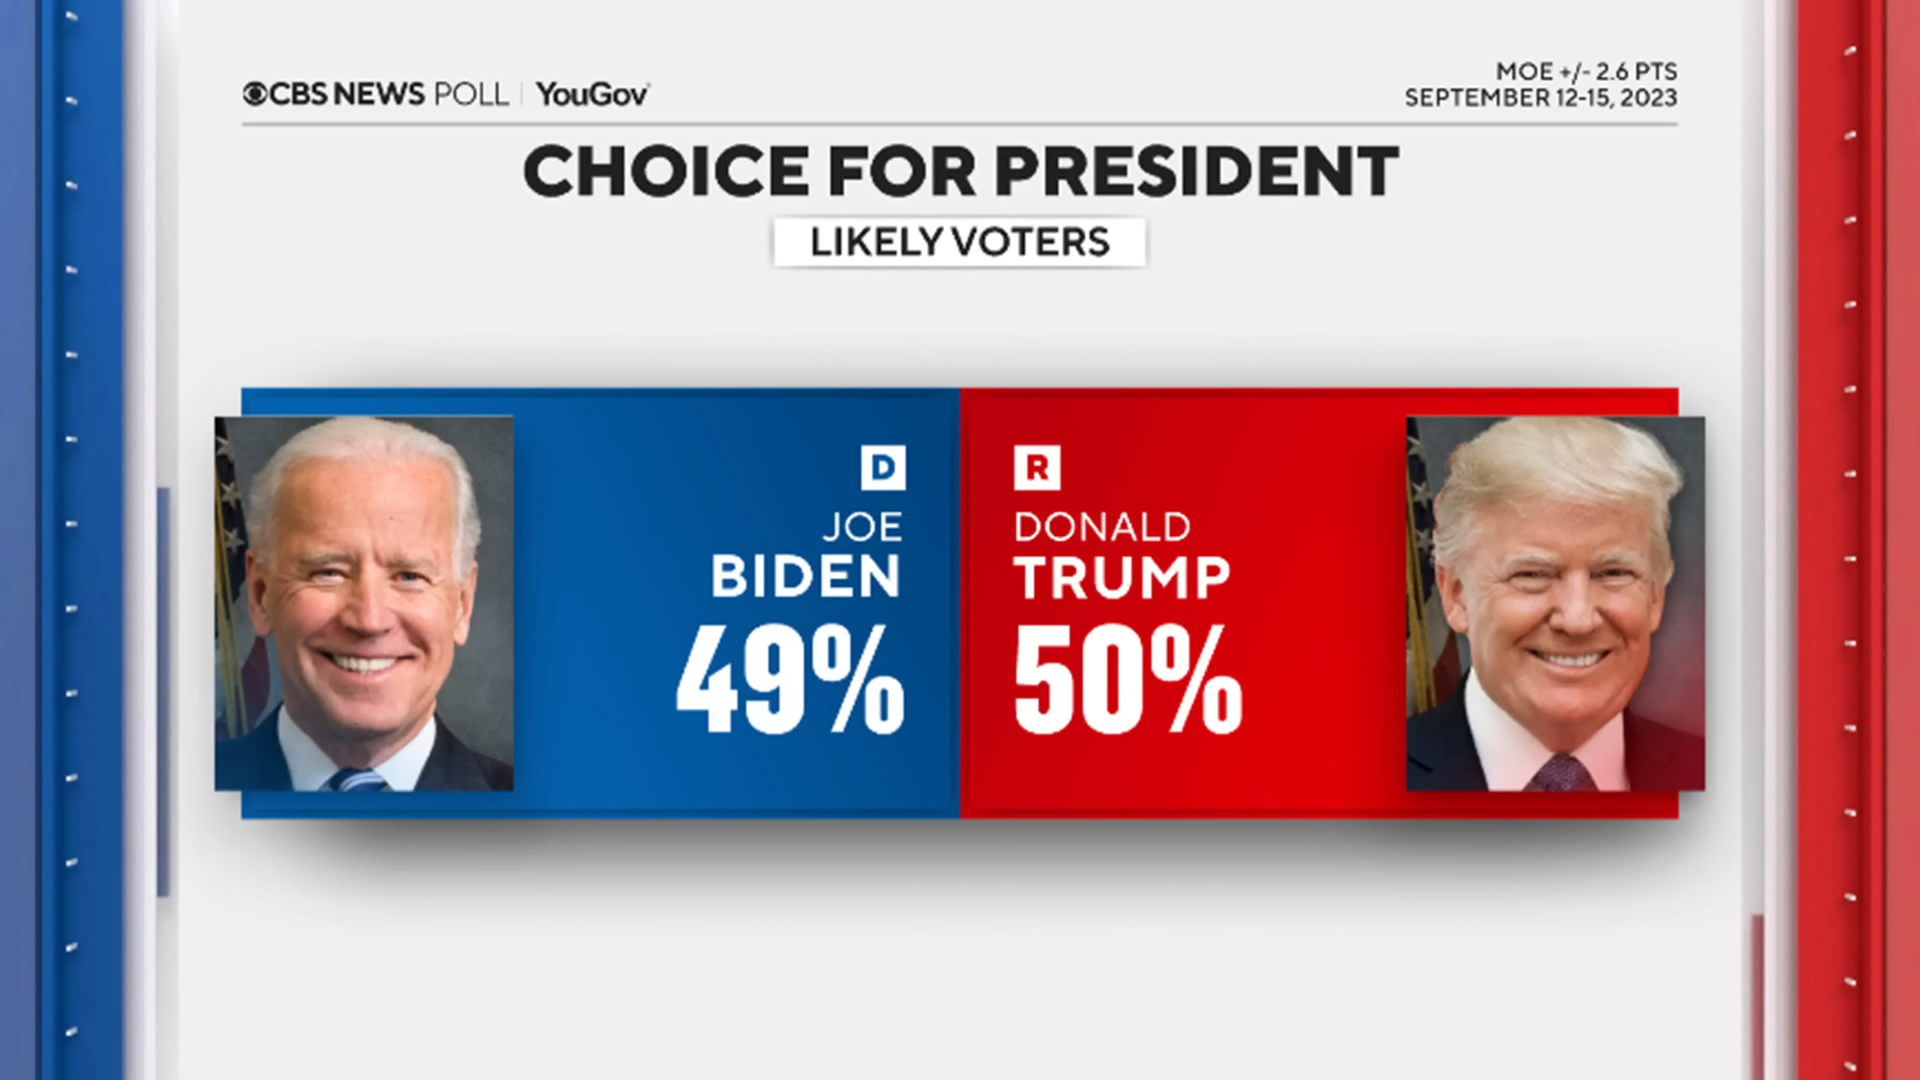 CBS NEWS POLL | YouGov
MOE +/- 2.6 PTS
SEPTEMBER 12-15, 2023
CHOICE FOR PRESIDENT
LIKELY VOTERS
D
JOE
BIDEN
49%
R
DONALD
TRUMP
50%